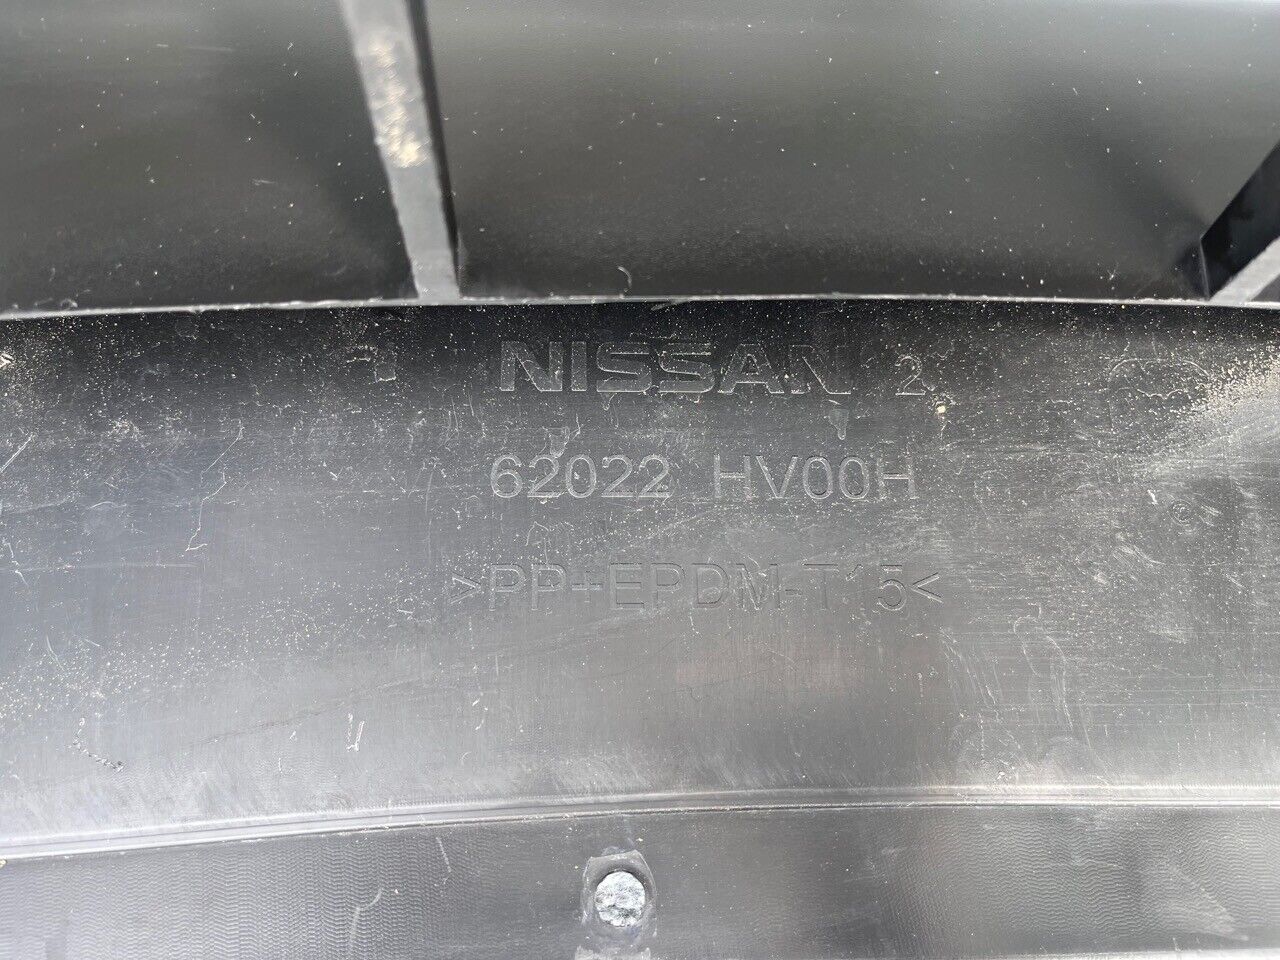 NISSAN 2
62022 HV00H
>PP+EPDM-T15<